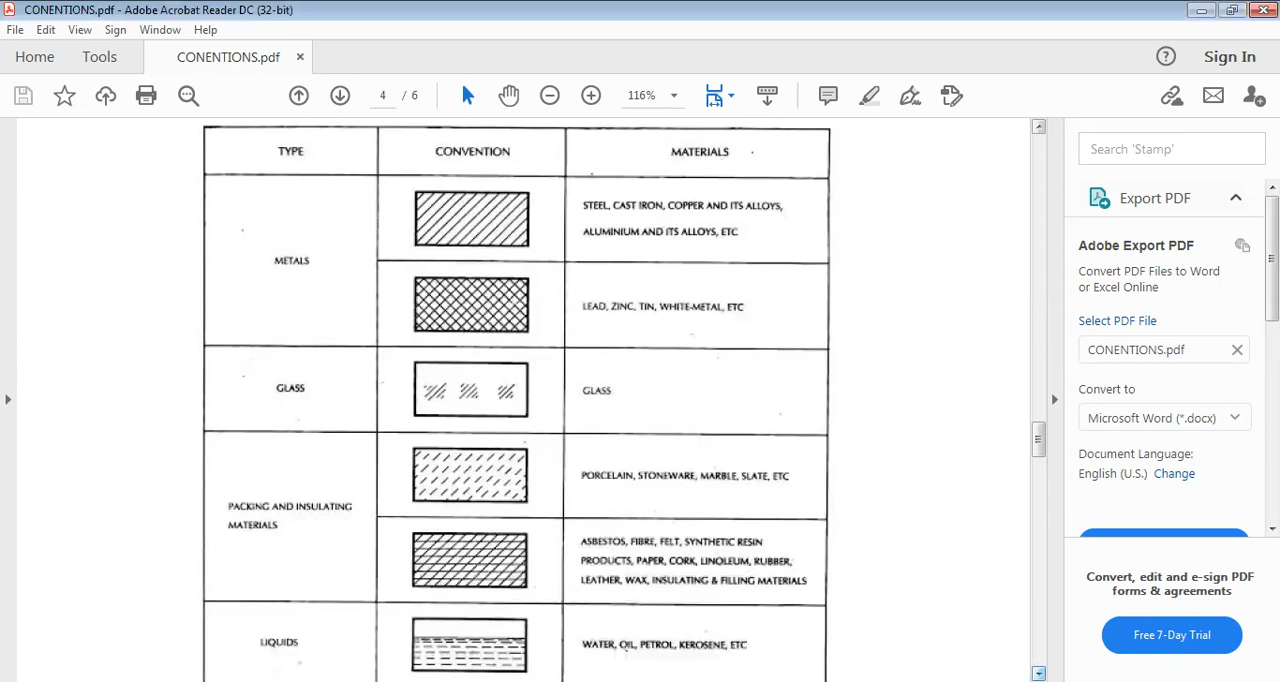 CONENTIONS.pdf - Adobe Acrobat Reader DC (32-bit)
File Edit View Sign Window Help
Home Tools CONENTIONS.pdf × ? Sign In
4 / 6 116%
TYPE CONVENTION MATERIALS
METALS
STEEL, CAST IRON, COPPER AND ITS ALLOYS,
ALUMINIUM AND ITS ALLOYS, ETC
LEAD, ZINC, TIN, WHITE-METAL, ETC
GLASS GLASS
PACKING AND INSULATING
MATERIALS
PORCELAIN, STONEWARE, MARBLE, SLATE, ETC
ASBESTOS, FIBRE, FELT, SYNTHETIC RESIN
PRODUCTS, PAPER, CORK, LINOLEUM, RUBBER,
LEATHER, WAX, INSULATING & FILLING MATERIALS
LIQUIDS WATER, OIL, PETROL, KEROSENE, ETC
Search 'Stamp'
Export PDF
Adobe Export PDF
Convert PDF Files to Word
or Excel Online
Select PDF File
CONENTIONS.pdf
Convert to
Microsoft Word (*.docx)
Document Language:
English (U.S.) Change
Convert, edit and e-sign PDF
forms & agreements
Free 7-Day Trial